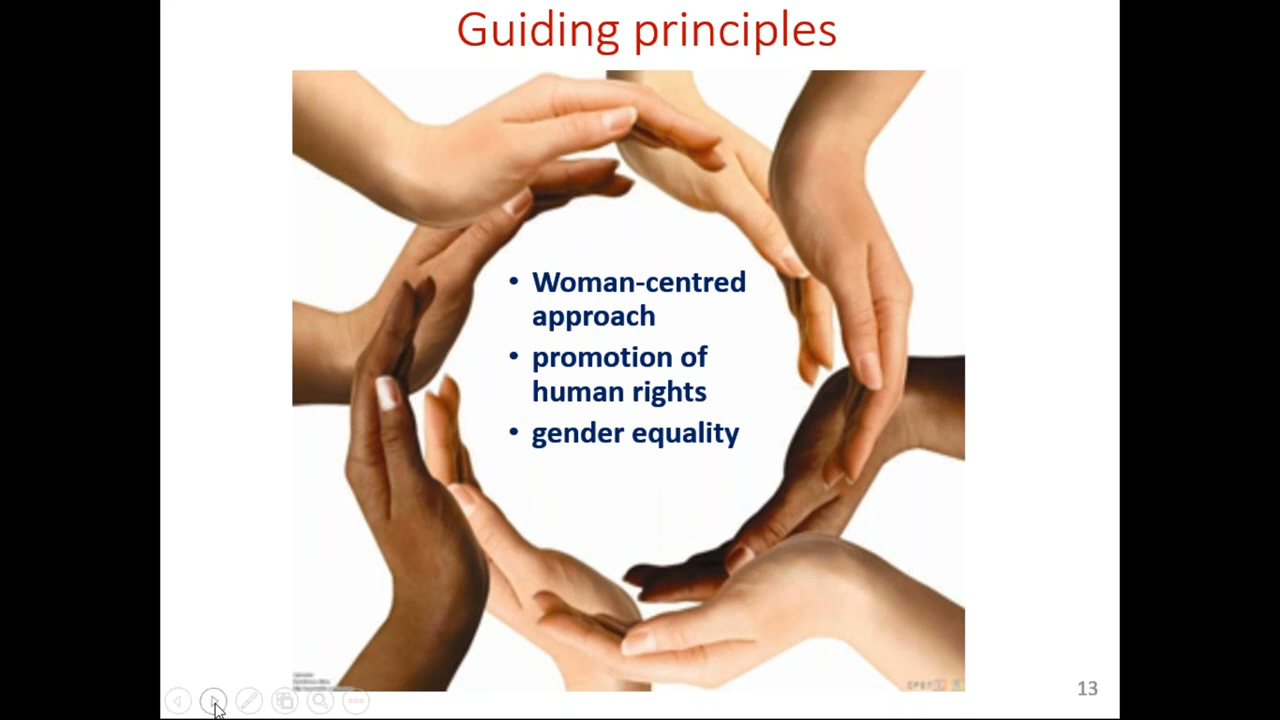 Guiding principles
• Woman-centred
approach
• promotion of
human rights
• gender equality
13